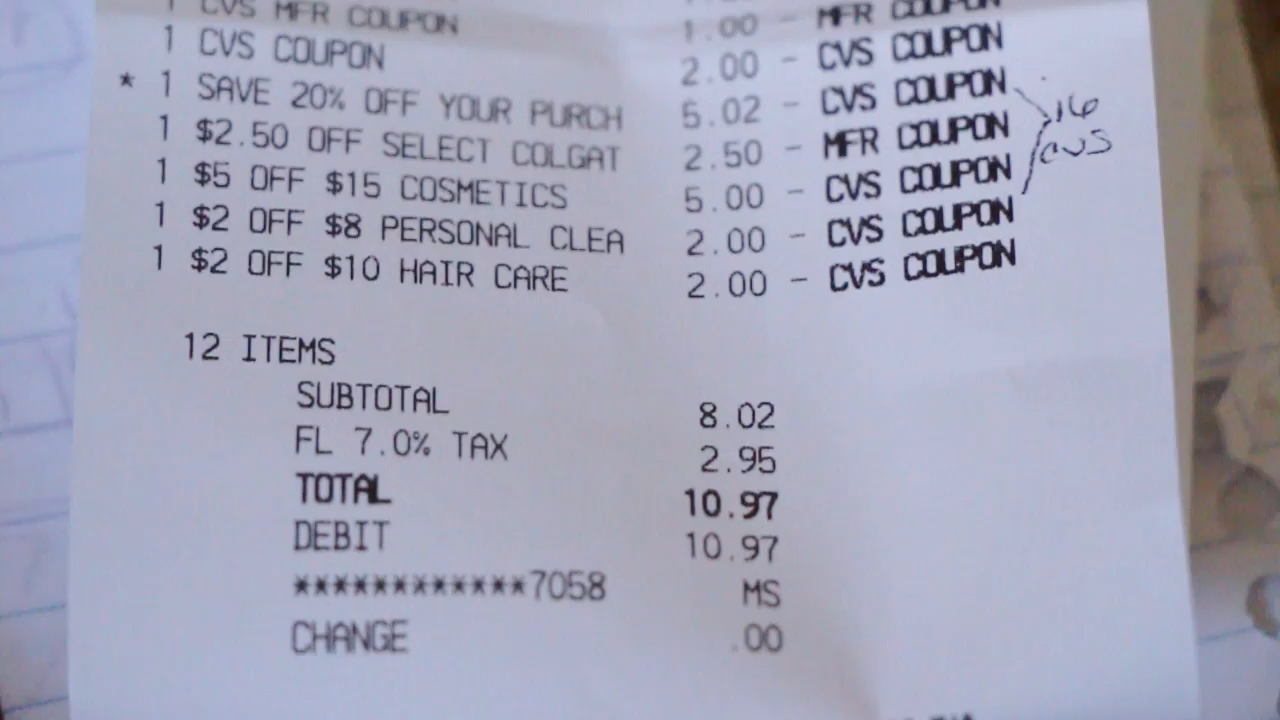 1 CVS MFR COUPON 1.00 - MFR COUPON
1 CVS COUPON 2.00 - CVS COUPON
* 1 SAVE 20% OFF YOUR PURCH 5.02 - CVS COUPON
1 $2.50 OFF SELECT COLGAT 2.50 - MFR COUPON
1 $5 OFF $15 COSMETICS 5.00 - CVS COUPON
1 $2 OFF $8 PERSONAL CLEA 2.00 - CVS COUPON
1 $2 OFF $10 HAIR CARE 2.00 - CVS COUPON
16
CVS
12 ITEMS
SUBTOTAL 8.02
FL 7.0% TAX 2.95
TOTAL 10.97
DEBIT 10.97
************7058 MS
CHANGE .00